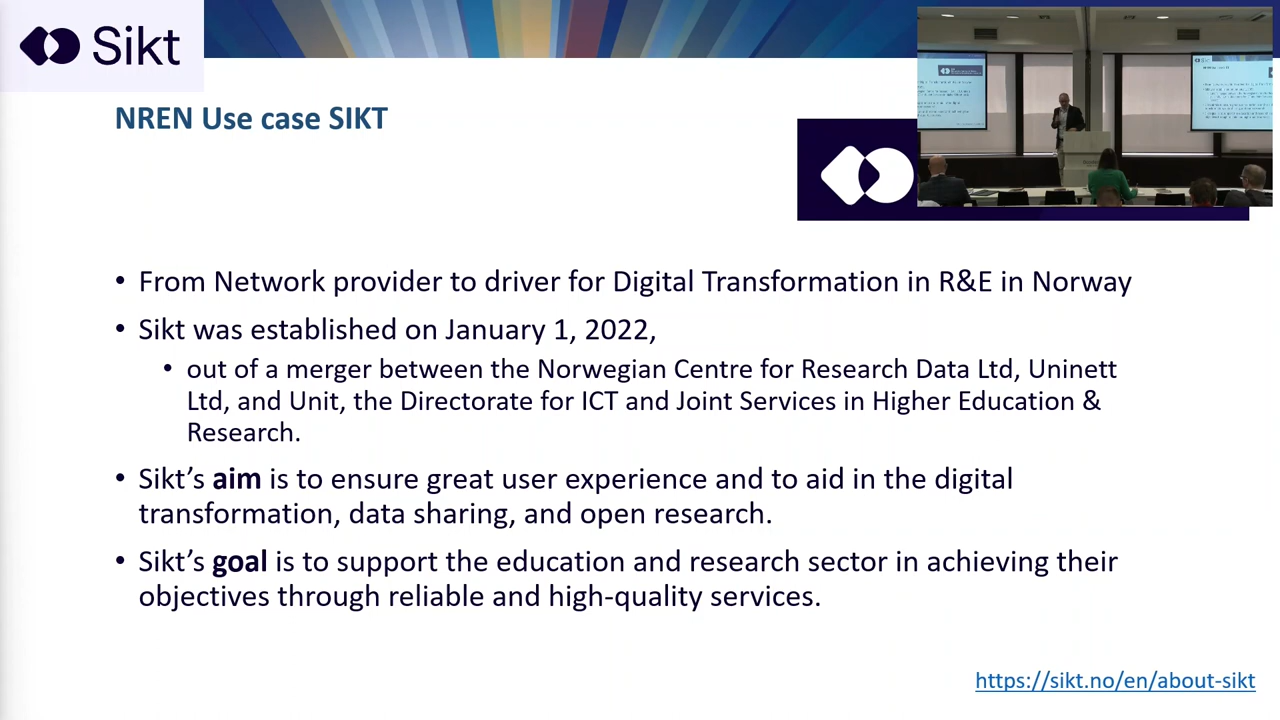 Sikt
NREN Use case SIKT
• From Network provider to driver for Digital Transformation in R&E in Norway
• Sikt was established on January 1, 2022,
• out of a merger between the Norwegian Centre for Research Data Ltd, Uninett
Ltd, and Unit, the Directorate for ICT and Joint Services in Higher Education &
Research.
• Sikt’s aim is to ensure great user experience and to aid in the digital
transformation, data sharing, and open research.
• Sikt’s goal is to support the education and research sector in achieving their
objectives through reliable and high-quality services.
https://sikt.no/en/about-sikt